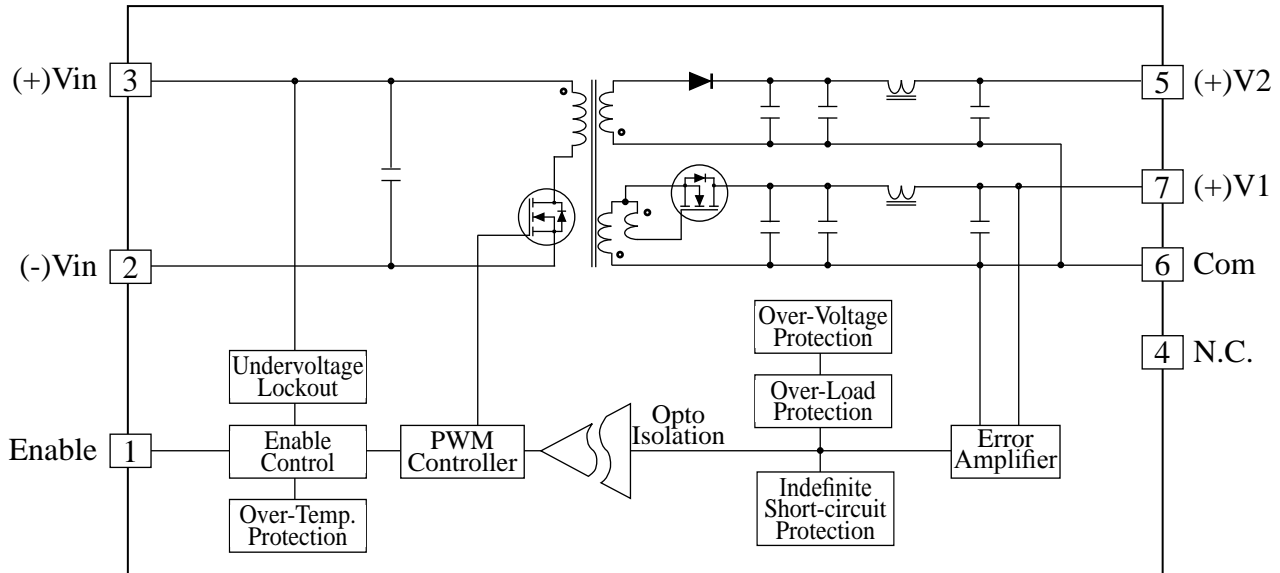 (+)Vin 3
5 (+)V2
7 (+)V1
(-)Vin 2
6 Com
4 N.C.
Over-Voltage
Protection
Undervoltage
Lockout
Over-Load
Protection
Opto
Isolation
Enable 1
Enable
Control
PWM
Controller
Error
Amplifier
Over-Temp.
Protection
Indefinite
Short-circuit
Protection